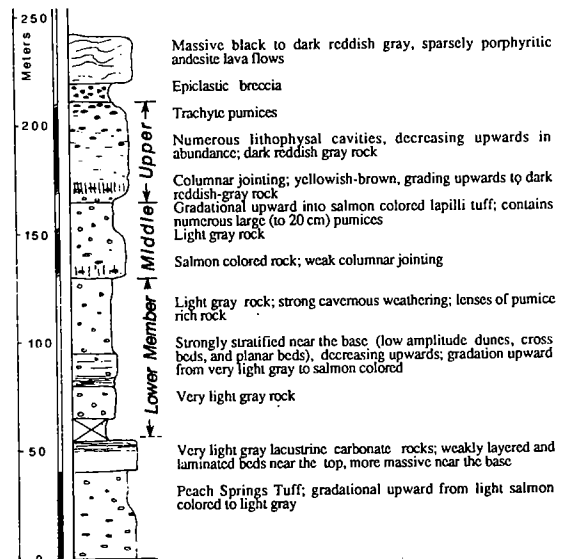 250
Meters
200
150
100
50
0
Upper
Middle
Lower Member
Massive black to dark reddish gray, sparsely porphyritic
andesite lava flows
Epiclastic breccia
Trachyte pumices
Numerous lithophysal cavities, decreasing upwards in
abundance; dark reddish gray rock
Columnar jointing; yellowish-brown, grading upwards to dark
reddish-gray rock
Gradational upward into salmon colored lapilli tuff; contains
numerous large (to 20 cm) pumices
Light gray rock
Salmon colored rock; weak columnar jointing
Light gray rock; strong cavernous weathering; lenses of pumice
rich rock
Strongly stratified near the base (low amplitude dunes, cross
beds, and planar beds), decreasing upwards; gradation upward
from very light gray to salmon colored
Very light gray rock
Very light gray lacustrine carbonate rocks; weakly layered and
laminated beds near the top, more massive near the base
Peach Springs Tuff; gradational upward from light salmon
colored to light gray